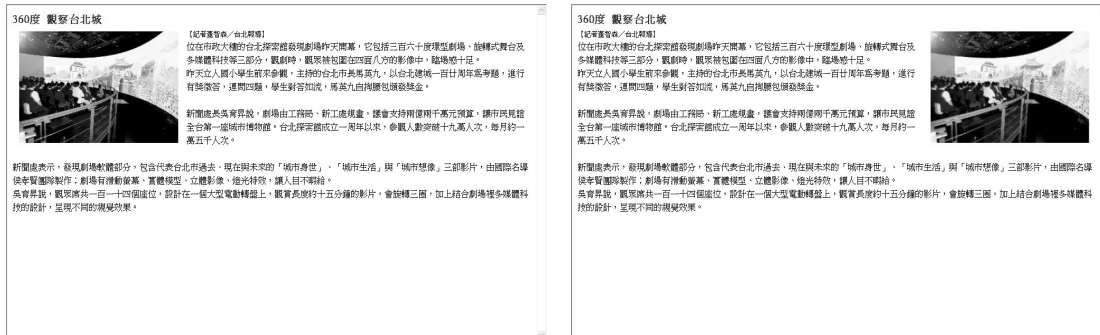 360度 觀察台北城
【記者董智森／台北報導】
位在市政大樓的台北探索館發現劇場昨天開幕，它包括三百六十度環型劇場、旋轉式舞台及
多媒體科技等三部分，觀劇時，觀眾被包圍在四面八方的影像中，臨場感十足。
昨天立人國小學生前來參觀，主持的台北市長馬英九，以台北建城一百廿周年為考題，進行
有獎徵答，連問四題，學生對答如流，馬英九自掏腰包頒發獎金。
新聞處長吳育昇說，劇場由工務局、新工處規畫，議會支持兩億兩千萬元預算，讓市民見證
全台第一座城市博物館。台北探索館成立一周年以來，參觀人數突破十九萬人次，每月約一
萬五千人次。
新聞處表示，發現劇場軟體部分，包含代表台北市過去、現在與未來的「城市身世」、「城市生活」與「城市想像」三部影片，由國際名導
侯孝賢團隊製作；劇場有滑動螢幕、實體模型、立體影像、燈光特效，讓人目不暇給。
吳育昇說，觀眾席共一百一十四個座位，設計在一個大型電動轉盤上，觀賞長度約十五分鐘的影片，會旋轉三圈，加上結合劇場裡多媒體科
技的設計，呈現不同的視覺效果。
360度 觀察台北城
【記者董智森／台北報導】
位在市政大樓的台北探索館發現劇場昨天開幕，它包括三百六十度環型劇場、旋轉式舞台及
多媒體科技等三部分，觀劇時，觀眾被包圍在四面八方的影像中，臨場感十足。
昨天立人國小學生前來參觀，主持的台北市長馬英九，以台北建城一百廿周年為考題，進行
有獎徵答，連問四題，學生對答如流，馬英九自掏腰包頒發獎金。
新聞處長吳育昇說，劇場由工務局、新工處規畫，議會支持兩億兩千萬元預算，讓市民見證
全台第一座城市博物館。台北探索館成立一周年以來，參觀人數突破十九萬人次，每月約一
萬五千人次。
新聞處表示，發現劇場軟體部分，包含代表台北市過去、現在與未來的「城市身世」、「城市生活」與「城市想像」三部影片，由國際名導
侯孝賢團隊製作；劇場有滑動螢幕、實體模型、立體影像、燈光特效，讓人目不暇給。
吳育昇說，觀眾席共一百一十四個座位，設計在一個大型電動轉盤上，觀賞長度約十五分鐘的影片，會旋轉三圈，加上結合劇場裡多媒體科
技的設計，呈現不同的視覺效果。